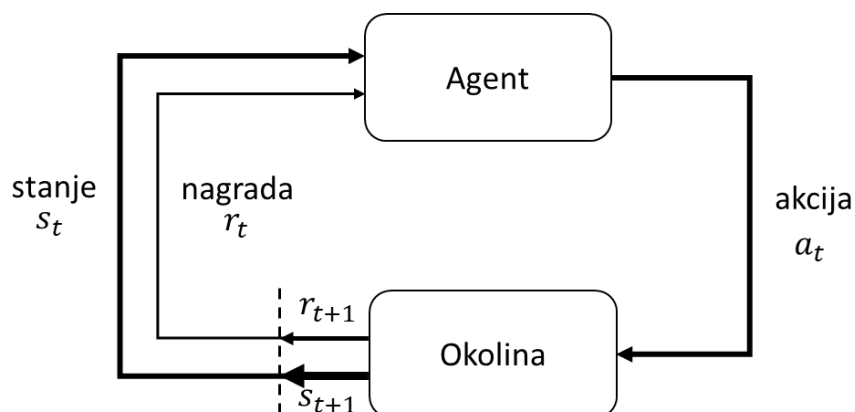 Agent
stanje
s_t
nagrada
r_t
akcija
a_t
r_{t+1}
Okolina
s_{t+1}